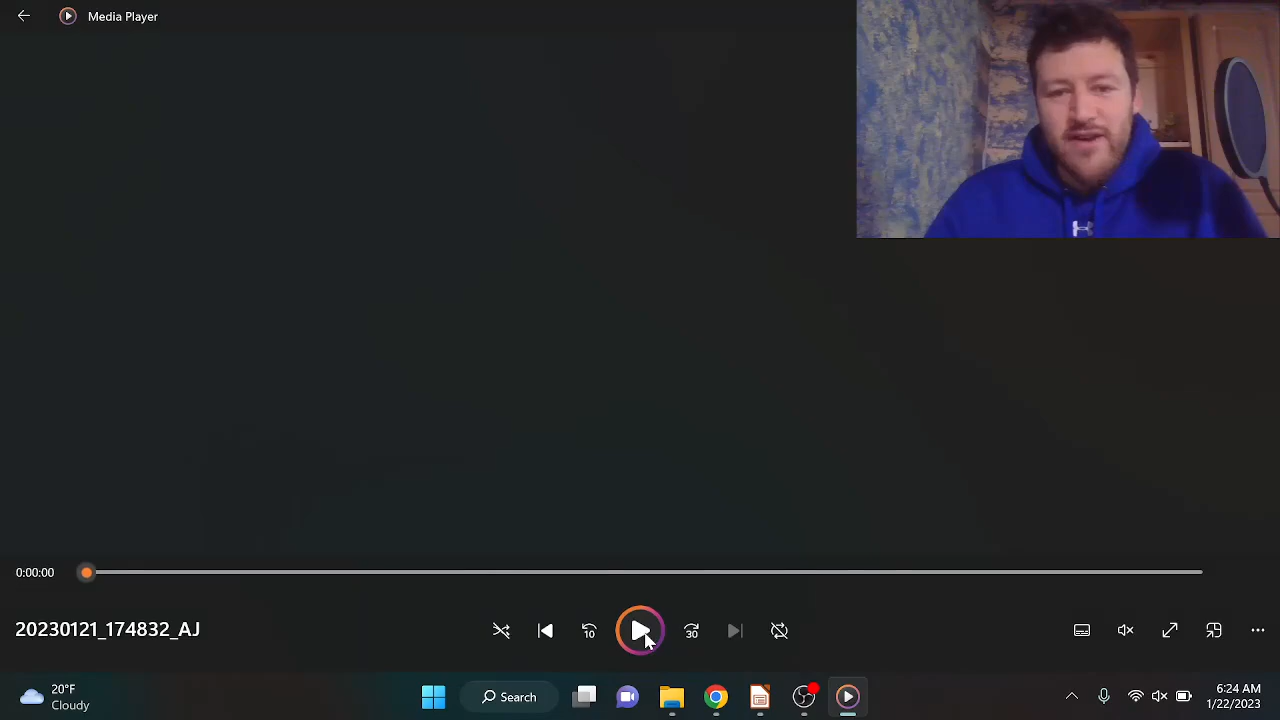 Media Player
0:00:00
20230121_174832_AJ
10
30
20°F
Cloudy
Search
6:24 AM
1/22/2023